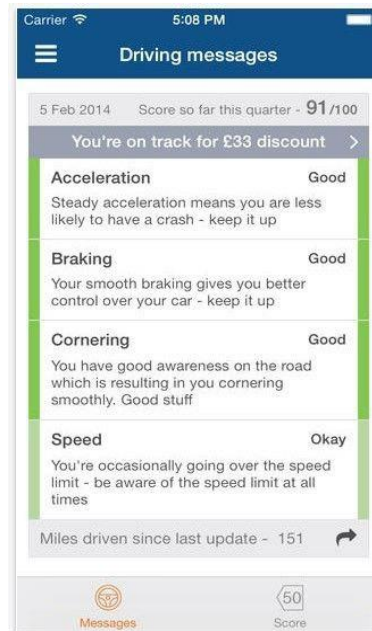 Carrier 5:08 PM
Driving messages
5 Feb 2014 Score so far this quarter - 91/100
You're on track for £33 discount >
Acceleration Good
Steady acceleration means you are less
likely to have a crash - keep it up
Braking Good
Your smooth braking gives you better
control over your car - keep it up
Cornering Good
You have good awareness on the road
which is resulting in you cornering
smoothly. Good stuff
Speed Okay
You're occasionally going over the speed
limit - be aware of the speed limit at all
times
Miles driven since last update - 151
50
Messages Score